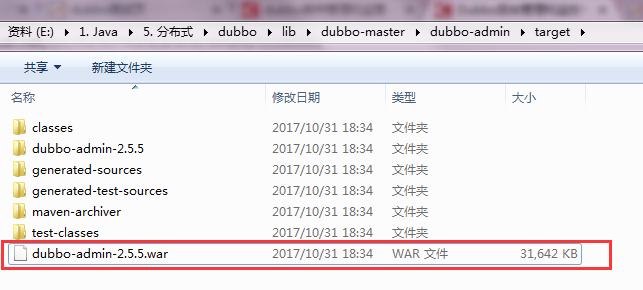 资料 (E:) ▸ 1. Java ▸ 5. 分布式 ▸ dubbo ▸ lib ▸ dubbo-master ▸ dubbo-admin ▸ target ▸
共享 新建文件夹
名称 修改日期 类型 大小
classes 2017/10/31 18:34 文件夹
dubbo-admin-2.5.5 2017/10/31 18:34 文件夹
generated-sources 2017/10/31 18:34 文件夹
generated-test-sources 2017/10/31 18:34 文件夹
maven-archiver 2017/10/31 18:34 文件夹
test-classes 2017/10/31 18:34 文件夹
dubbo-admin-2.5.5.war 2017/10/31 18:34 WAR 文件 31,642 KB